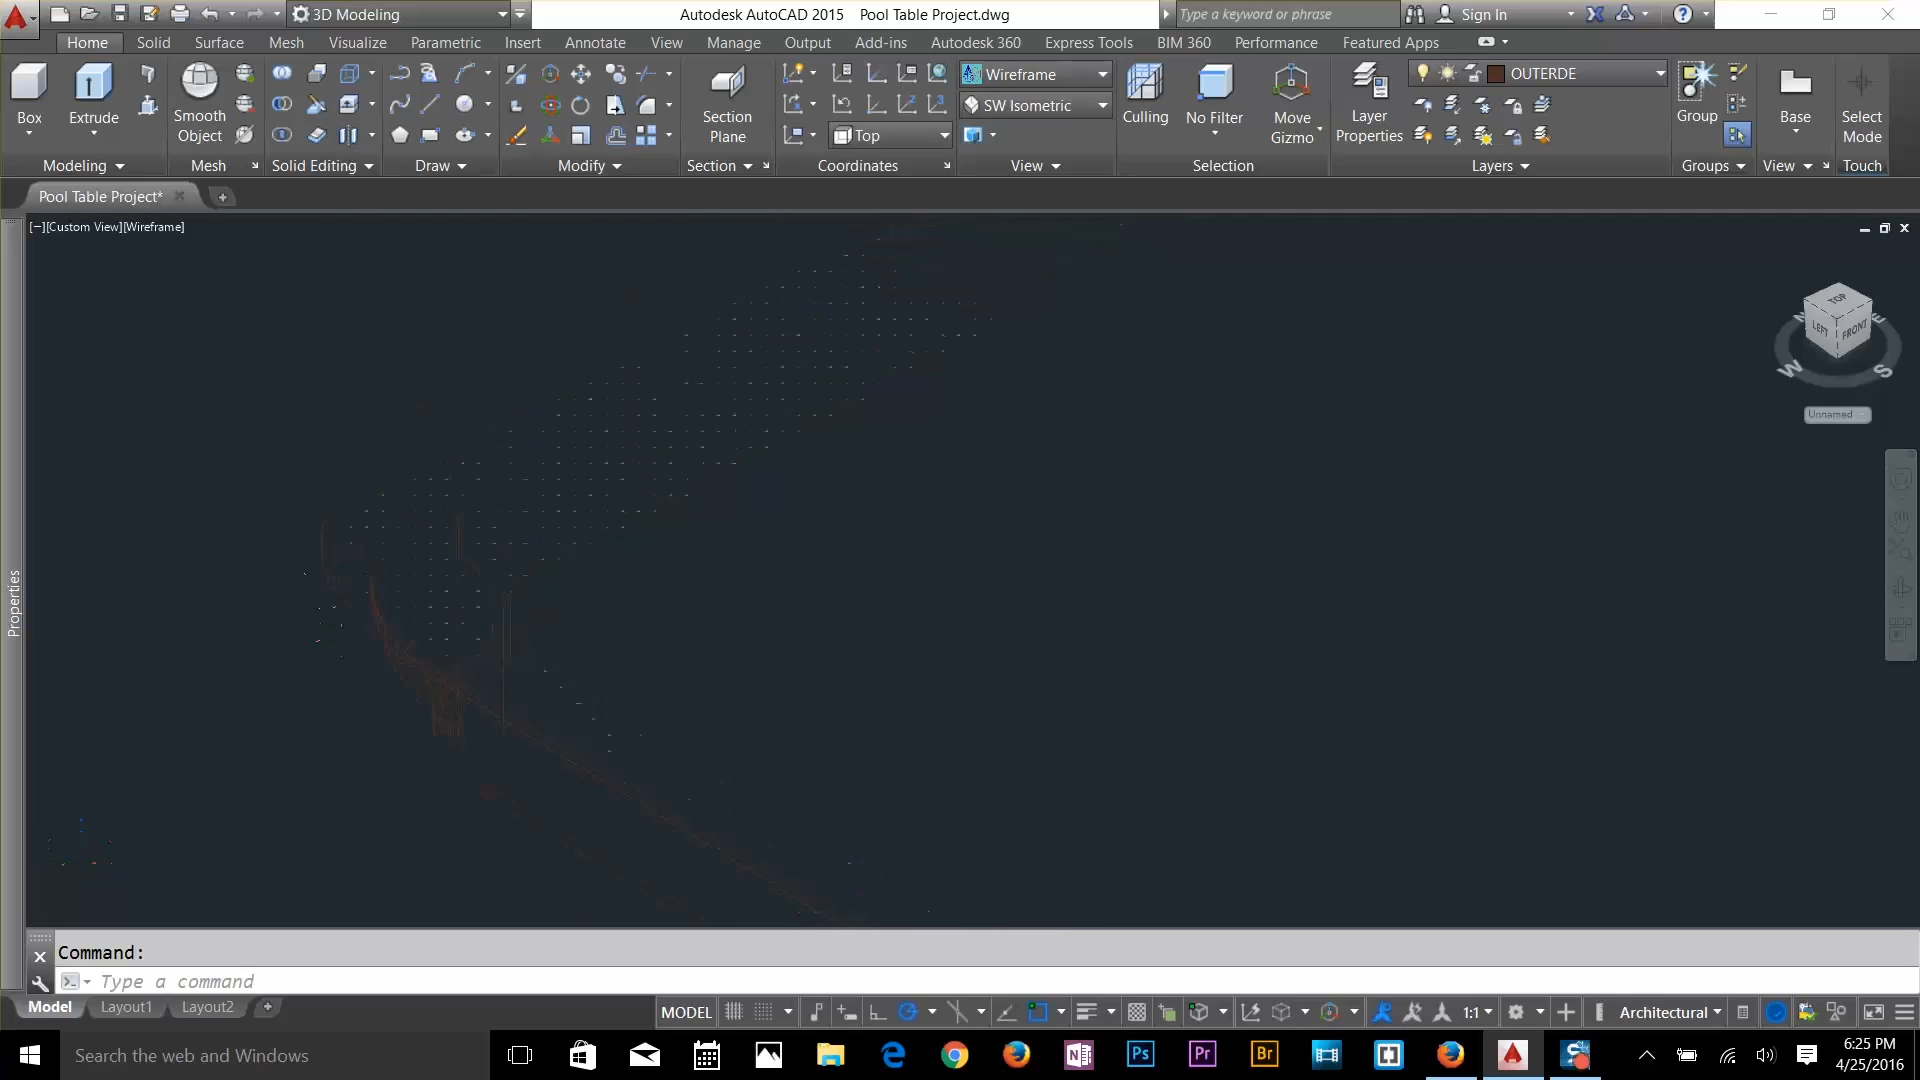 3D Modeling
Autodesk AutoCAD 2015 Pool Table Project.dwg
Type a keyword or phrase
Sign In
Home Solid Surface Mesh Visualize Parametric Insert Annotate View Manage Output Add-ins Autodesk 360 Express Tools BIM 360 Performance Featured Apps
Box
Extrude
Smooth
Object
Section
Plane
Top
Wireframe
SW Isometric
Culling
No Filter
Move
Gizmo
Layer
Properties
OUTERDE
Group
Base
Select
Mode
Modeling Mesh Solid Editing Draw Modify Section Coordinates View Selection Layers Groups View Touch
Pool Table Project*
[−][Custom View][Wireframe]
TOP
LEFT
FRONT
N
E
W
S
Unnamed
Properties
Command:
Type a command
Model Layout1 Layout2
MODEL
1:1
Architectural
Search the web and Windows
N
Ps
Pr
Br
6:25 PM
4/25/2016